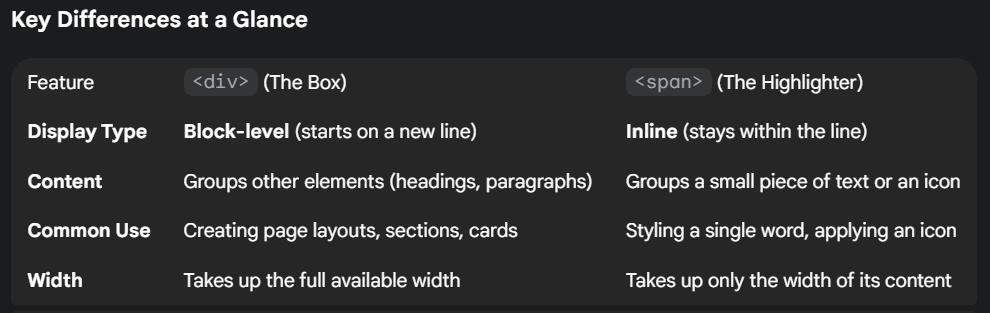 Key Differences at a Glance
Feature <div> (The Box) <span> (The Highlighter)
Display Type Block-level (starts on a new line) Inline (stays within the line)
Content Groups other elements (headings, paragraphs) Groups a small piece of text or an icon
Common Use Creating page layouts, sections, cards Styling a single word, applying an icon
Width Takes up the full available width Takes up only the width of its content